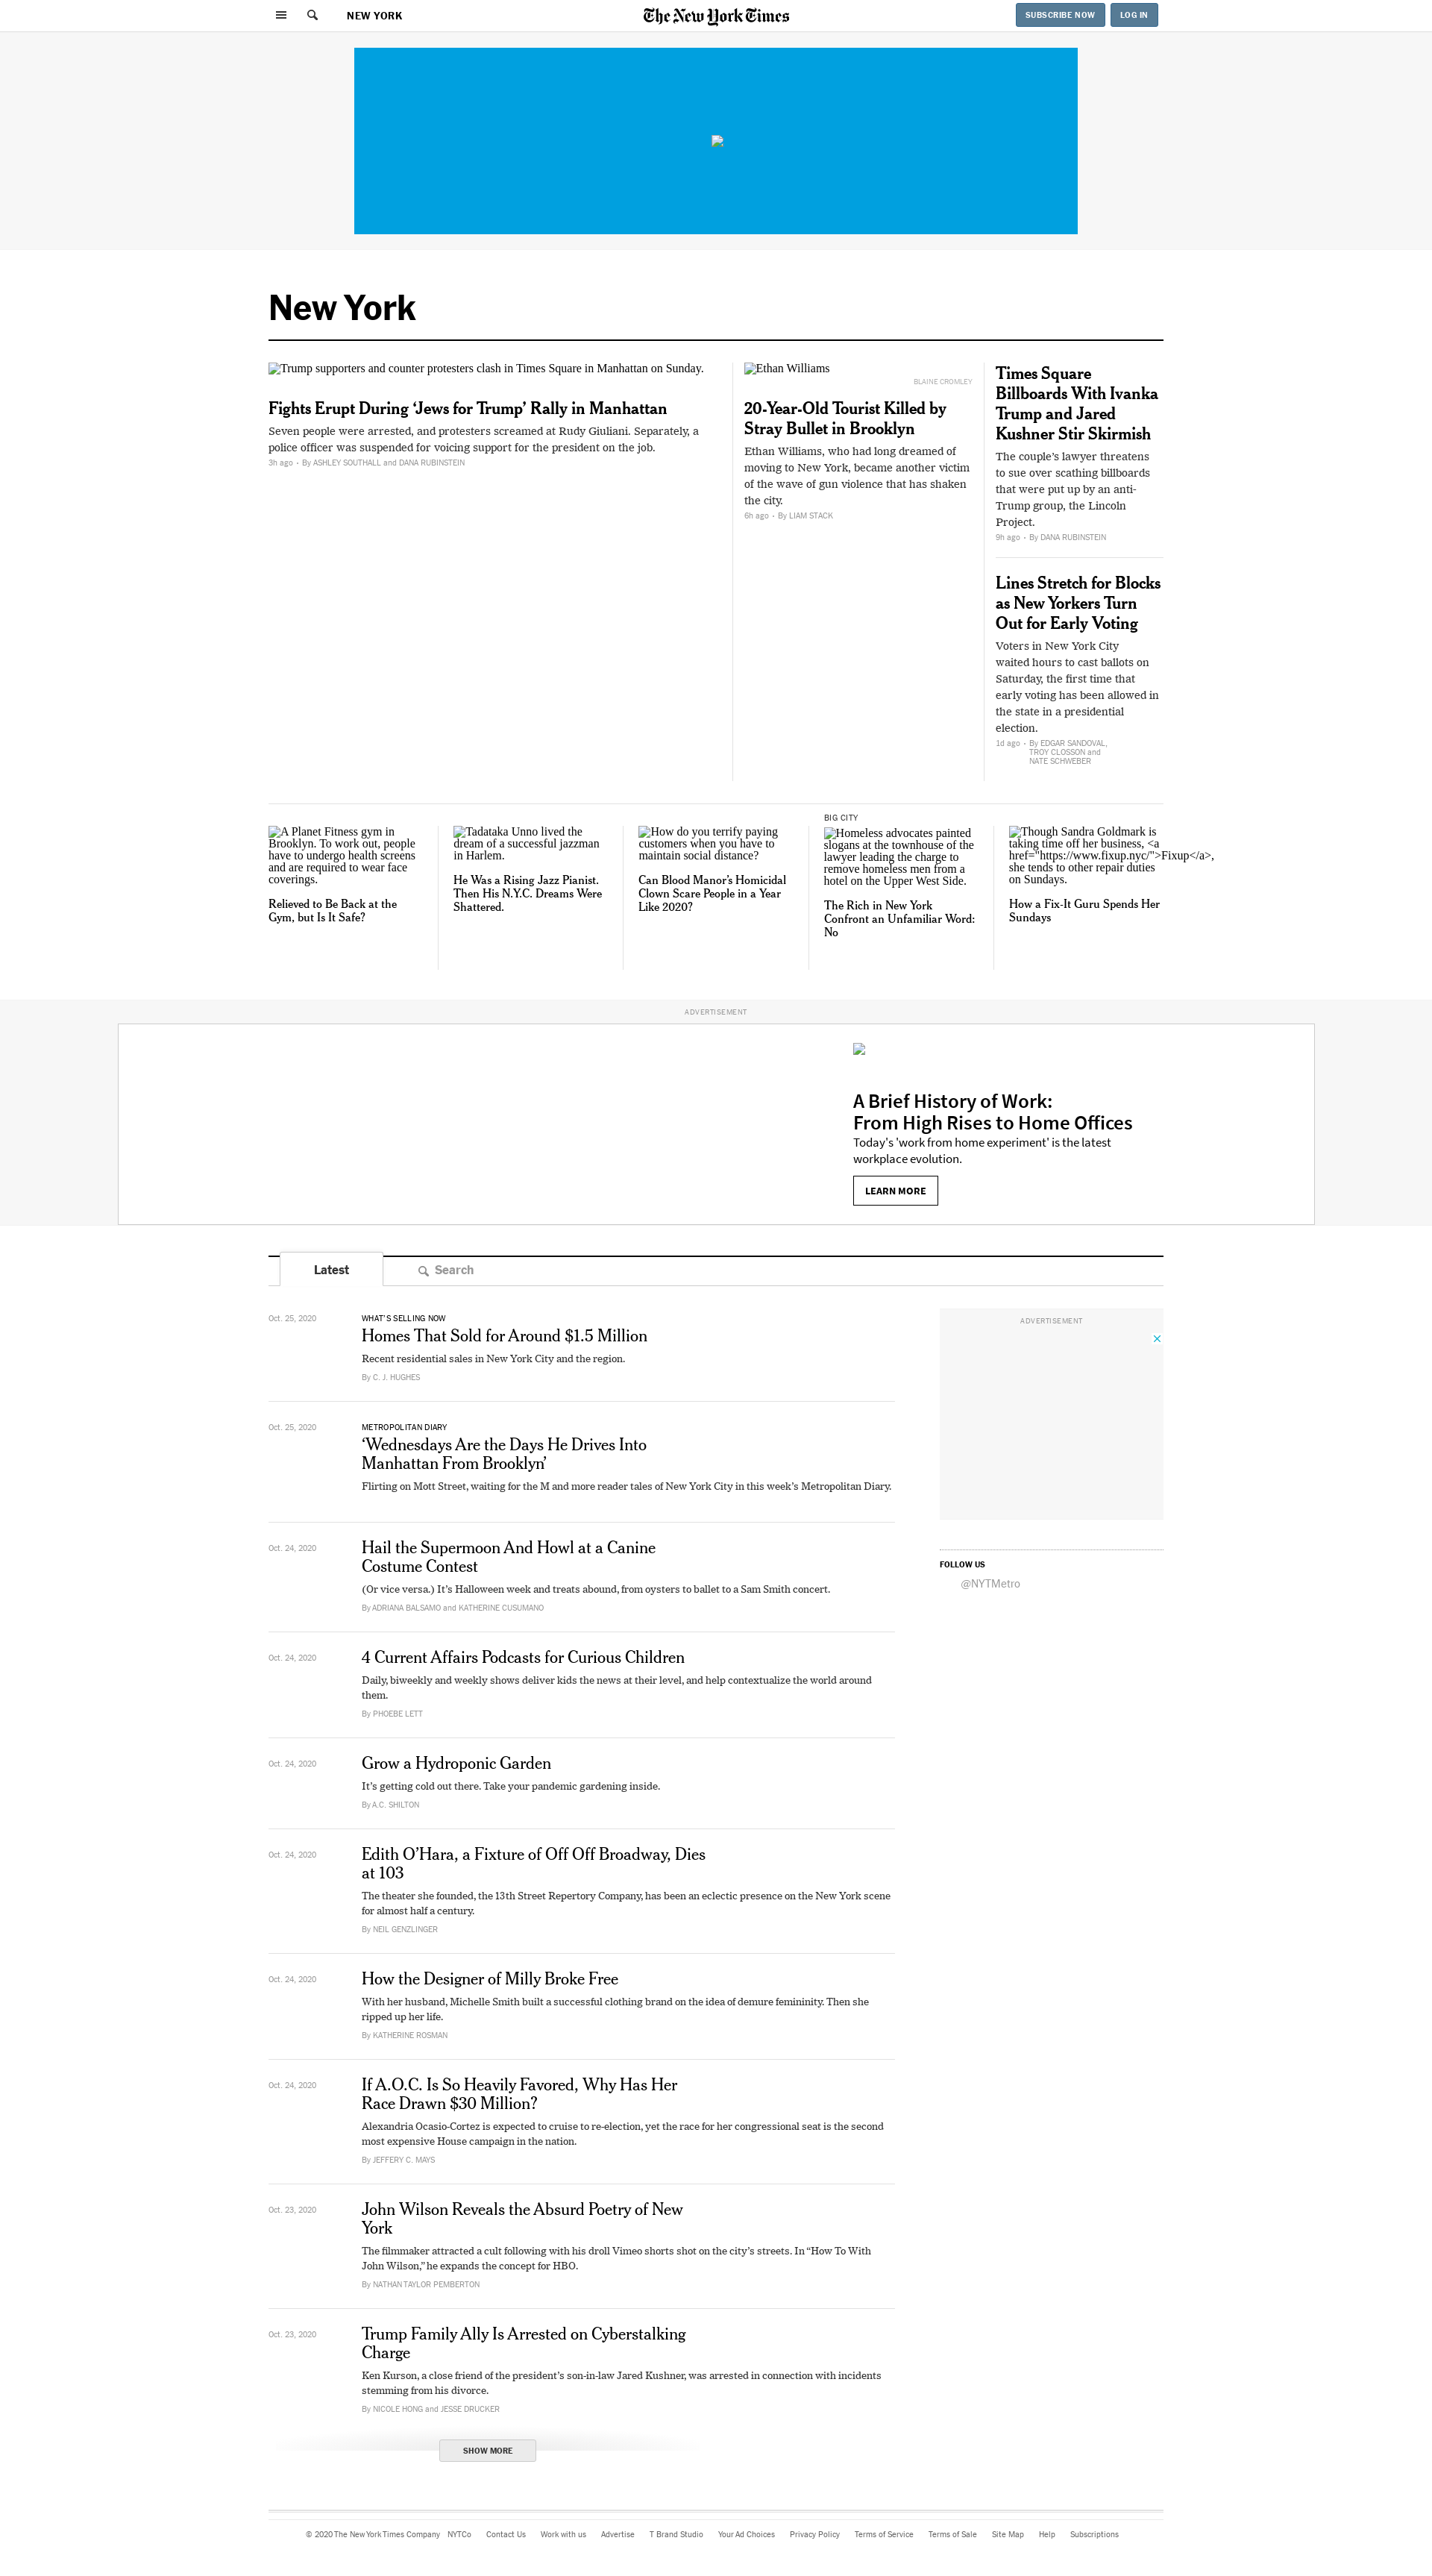 NEW YORK
The New York Times
SUBSCRIBE NOW
LOG IN
New York
Trump supporters and counter protesters clash in Times Square in Manhattan on Sunday.
Fights Erupt During ‘Jews for Trump’ Rally in Manhattan
Seven people were arrested, and protesters screamed at Rudy Giuliani. Separately, a
police officer was suspended for voicing support for the president on the job.
3h ago • By ASHLEY SOUTHALL and DANA RUBINSTEIN
Ethan Williams
BLAINE CROMLEY
20-Year-Old Tourist Killed by
Stray Bullet in Brooklyn
Ethan Williams, who had long dreamed of
moving to New York, became another victim
of the wave of gun violence that has shaken
the city.
6h ago • By LIAM STACK
Times Square
Billboards With Ivanka
Trump and Jared
Kushner Stir Skirmish
The couple’s lawyer threatens
to sue over scathing billboards
that were put up by an anti-
Trump group, the Lincoln
Project.
9h ago • By DANA RUBINSTEIN
Lines Stretch for Blocks
as New Yorkers Turn
Out for Early Voting
Voters in New York City
waited hours to cast ballots on
Saturday, the first time that
early voting has been allowed in
the state in a presidential
election.
1d ago • By EDGAR SANDOVAL,
TROY CLOSSON and
NATE SCHWEBER
A Planet Fitness gym in
Brooklyn. To work out, people
have to undergo health screens
and are required to wear face
coverings.
Relieved to Be Back at the
Gym, but Is It Safe?
Tadataka Unno lived the
dream of a successful jazzman
in Harlem.
He Was a Rising Jazz Pianist.
Then His N.Y.C. Dreams Were
Shattered.
How do you terrify paying
customers when you have to
maintain social distance?
Can Blood Manor’s Homicidal
Clown Scare People in a Year
Like 2020?
BIG CITY
Homeless advocates painted
slogans at the townhouse of the
lawyer leading the charge to
remove homeless men from a
hotel on the Upper West Side.
The Rich in New York
Confront an Unfamiliar Word:
No
Though Sandra Goldmark is
taking time off her business, <a
href="https://www.fixup.nyc/">Fixup</a>,
she tends to other repair duties
on Sundays.
How a Fix-It Guru Spends Her
Sundays
ADVERTISEMENT
A Brief History of Work:
From High Rises to Home Offices
Today's 'work from home experiment' is the latest
workplace evolution.
LEARN MORE
Latest
Search
Oct. 25, 2020
WHAT’S SELLING NOW
Homes That Sold for Around $1.5 Million
Recent residential sales in New York City and the region.
By C. J. HUGHES
Oct. 25, 2020
METROPOLITAN DIARY
‘Wednesdays Are the Days He Drives Into
Manhattan From Brooklyn’
Flirting on Mott Street, waiting for the M and more reader tales of New York City in this week’s Metropolitan Diary.
Oct. 24, 2020
Hail the Supermoon And Howl at a Canine
Costume Contest
(Or vice versa.) It’s Halloween week and treats abound, from oysters to ballet to a Sam Smith concert.
By ADRIANA BALSAMO and KATHERINE CUSUMANO
Oct. 24, 2020
4 Current Affairs Podcasts for Curious Children
Daily, biweekly and weekly shows deliver kids the news at their level, and help contextualize the world around
them.
By PHOEBE LETT
Oct. 24, 2020
Grow a Hydroponic Garden
It’s getting cold out there. Take your pandemic gardening inside.
By A.C. SHILTON
Oct. 24, 2020
Edith O’Hara, a Fixture of Off Off Broadway, Dies
at 103
The theater she founded, the 13th Street Repertory Company, has been an eclectic presence on the New York scene
for almost half a century.
By NEIL GENZLINGER
Oct. 24, 2020
How the Designer of Milly Broke Free
With her husband, Michelle Smith built a successful clothing brand on the idea of demure femininity. Then she
ripped up her life.
By KATHERINE ROSMAN
Oct. 24, 2020
If A.O.C. Is So Heavily Favored, Why Has Her
Race Drawn $30 Million?
Alexandria Ocasio-Cortez is expected to cruise to re-election, yet the race for her congressional seat is the second
most expensive House campaign in the nation.
By JEFFERY C. MAYS
Oct. 23, 2020
John Wilson Reveals the Absurd Poetry of New
York
The filmmaker attracted a cult following with his droll Vimeo shorts shot on the city’s streets. In “How To With
John Wilson,” he expands the concept for HBO.
By NATHAN TAYLOR PEMBERTON
Oct. 23, 2020
Trump Family Ally Is Arrested on Cyberstalking
Charge
Ken Kurson, a close friend of the president’s son-in-law Jared Kushner, was arrested in connection with incidents
stemming from his divorce.
By NICOLE HONG and JESSE DRUCKER
SHOW MORE
ADVERTISEMENT
FOLLOW US
@NYTMetro
© 2020 The New York Times Company NYTCo Contact Us Work with us Advertise T Brand Studio Your Ad Choices Privacy Policy Terms of Service Terms of Sale Site Map Help Subscriptions